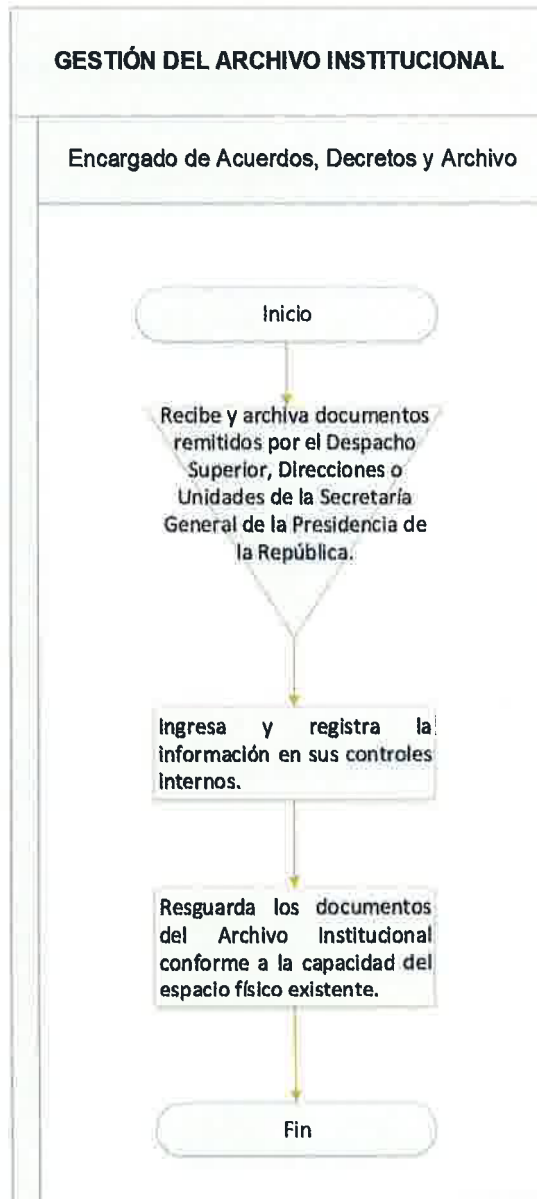 GESTIÓN DEL ARCHIVO INSTITUCIONAL
Encargado de Acuerdos, Decretos y Archivo
Inicio
Recibe y archiva documentos
remitidos por el Despacho
Superior, Direcciones o
Unidades de la Secretaría
General de la Presidencia de
la República.
Ingresa y registra la
información en sus controles
internos.
Resguarda los documentos
del Archivo Institucional
conforme a la capacidad del
espacio físico existente.
Fin